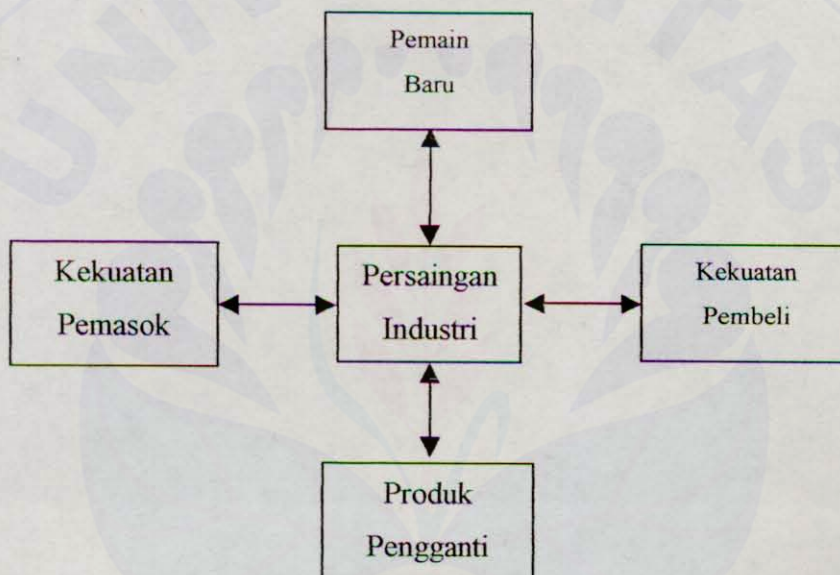 Pemain
Baru
Kekuatan
Pemasok
Persaingan
Industri
Kekuatan
Pembeli
Produk
Pengganti